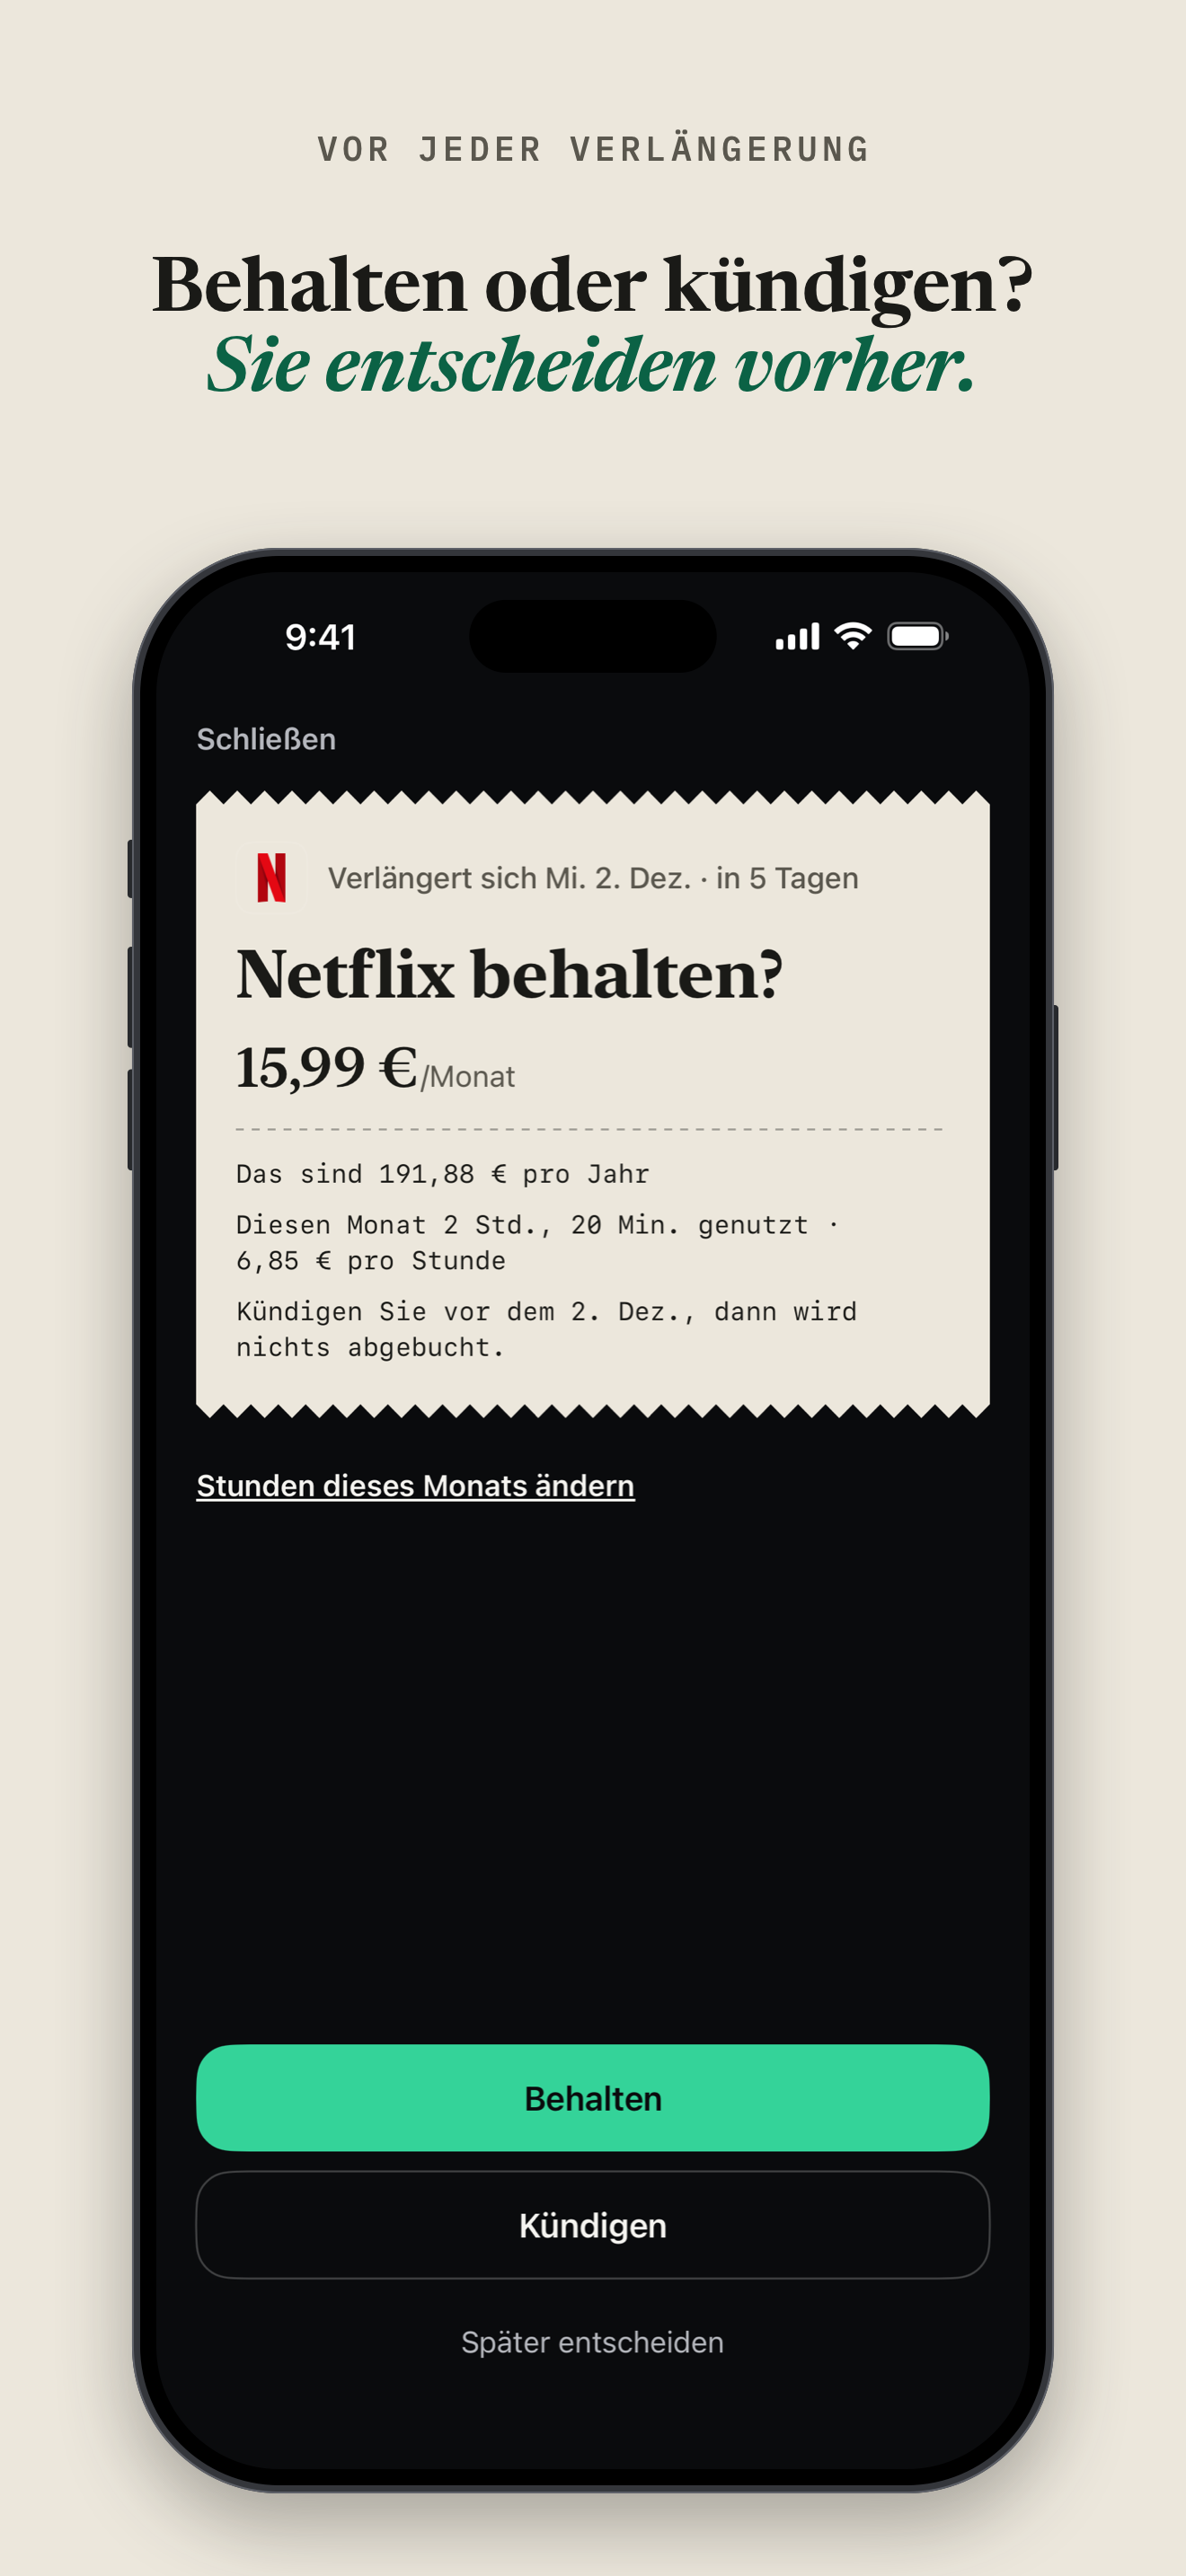 VOR JEDER VERLÄNGERUNG
Behalten oder kündigen?
Sie entscheiden vorher.
9:41
Schließen
N
Verlängert sich Mi. 2. Dez. · in 5 Tagen
Netflix behalten?
15,99 €/Monat
Das sind 191,88 € pro Jahr
Diesen Monat 2 Std., 20 Min. genutzt ·
6,85 € pro Stunde
Kündigen Sie vor dem 2. Dez., dann wird
nichts abgebucht.
Stunden dieses Monats ändern
Behalten
Kündigen
Später entscheiden